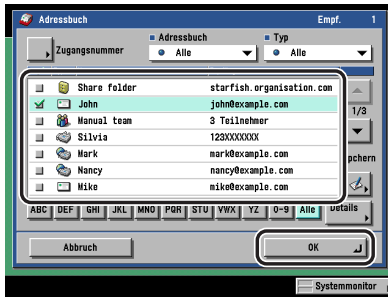 Adressbuch Empf. 1
Zugangsnummer
Adressbuch
Alle
Typ
Alle
Share folder starfish.organisation.com
John john@example.com
Manual team 3 Teilnehmer
Silvia 123XXXXXXX
Mark mark@example.com
Nancy nancy@example.com
Mike mike@example.com
1/3
pchern
ABC DEF GHI JKL MNO PQR STU VWX YZ 0-9 Alle
Details
Abbruch
OK
Systemmonitor